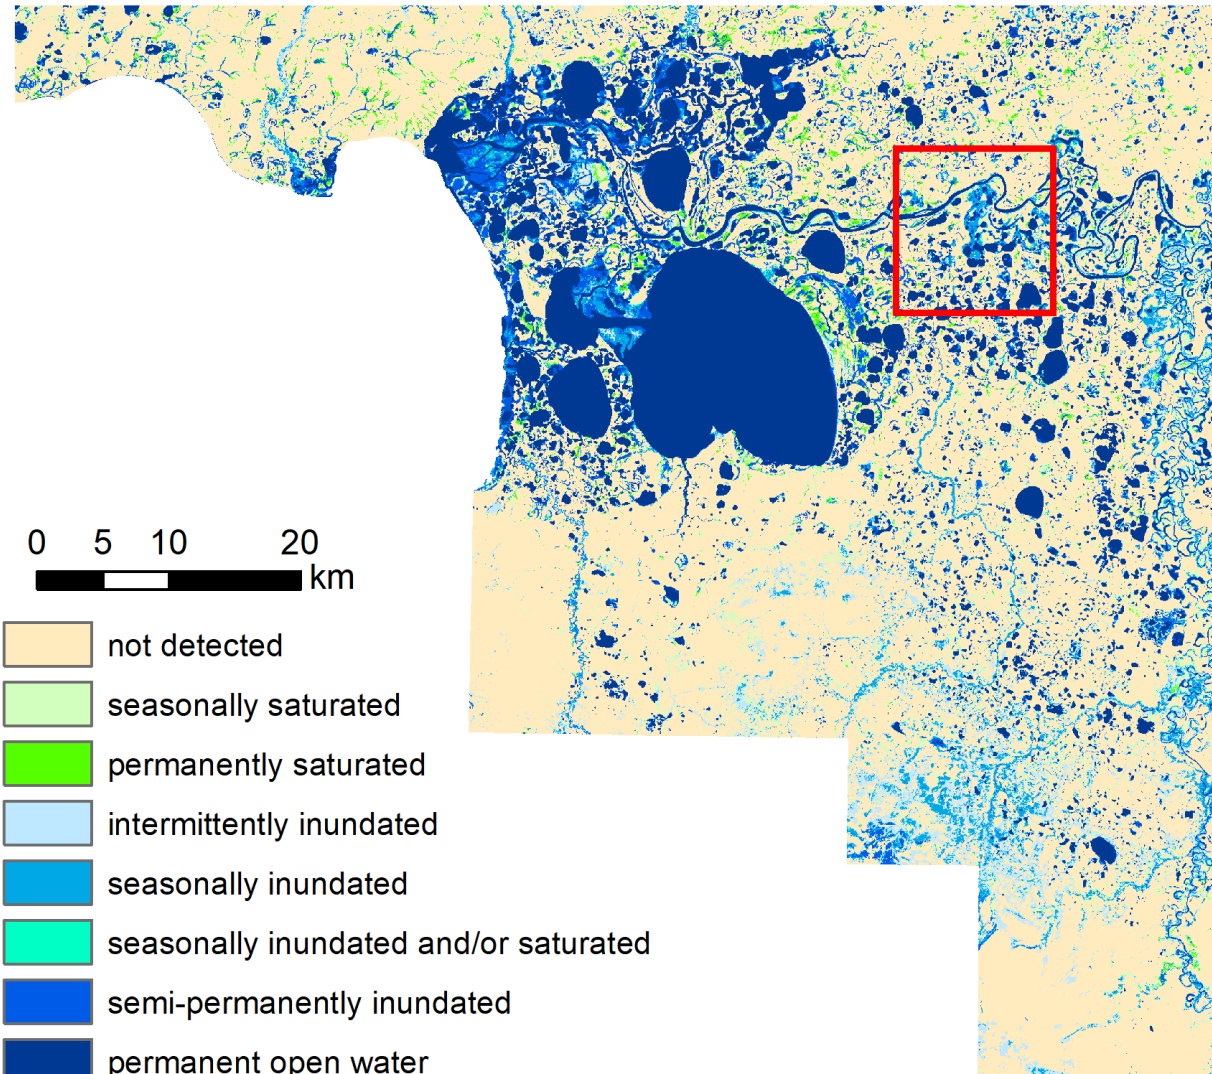 0 5 10 20
km
not detected
seasonally saturated
permanently saturated
intermittently inundated
seasonally inundated
seasonally inundated and/or saturated
semi-permanently inundated
permanent open water